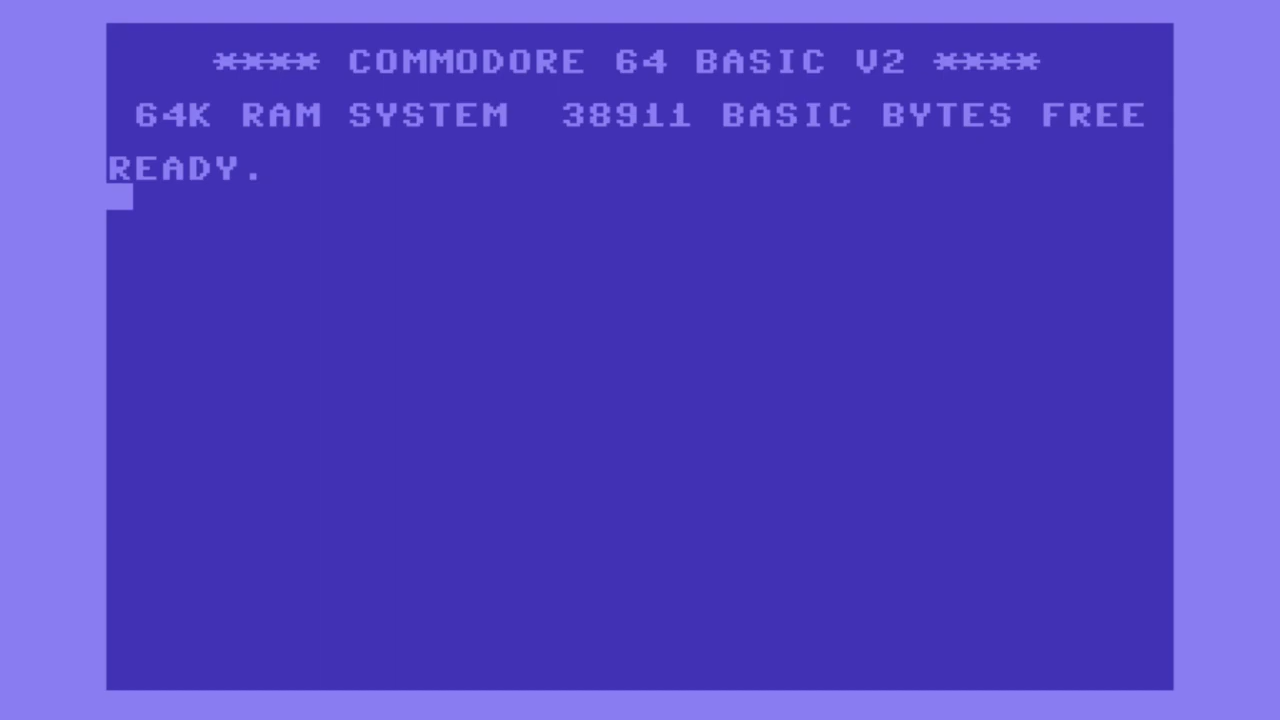 **** COMMODORE 64 BASIC V2 ****
64K RAM SYSTEM  38911 BASIC BYTES FREE
READY.